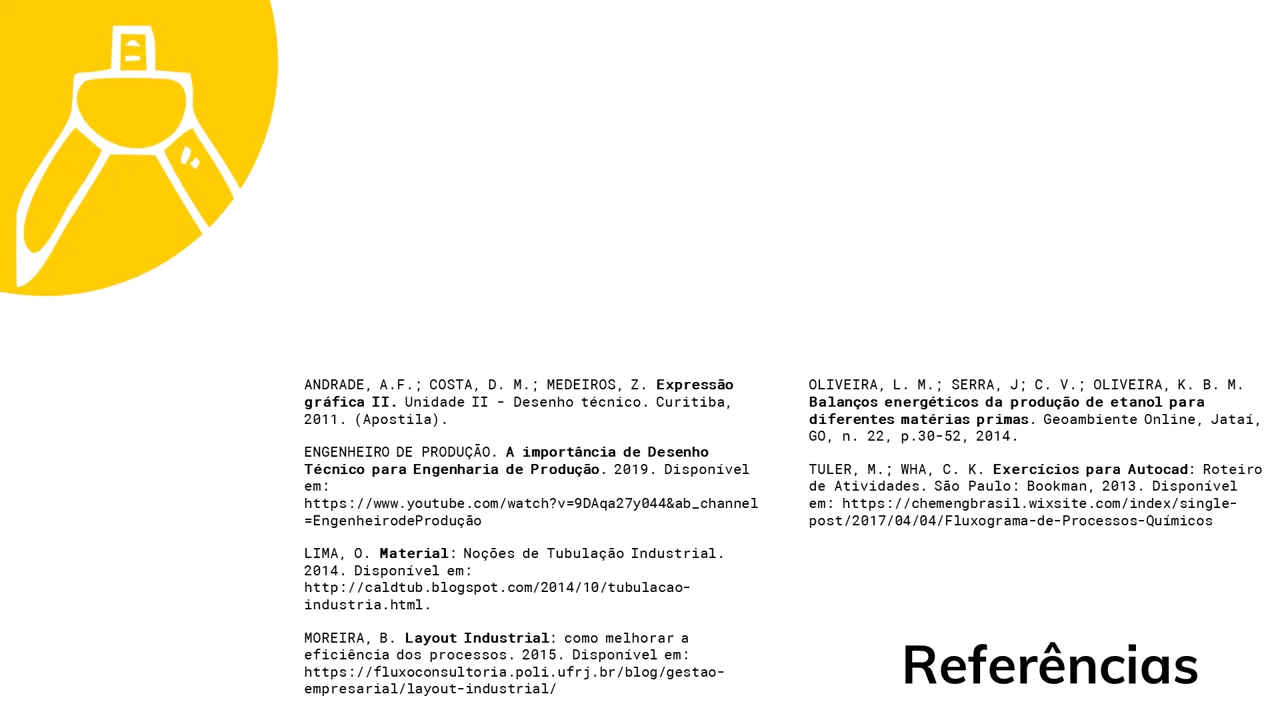 ANDRADE, A.F.; COSTA, D. M.; MEDEIROS, Z. Expressão
gráfica II. Unidade II - Desenho técnico. Curitiba,
2011. (Apostila).
ENGENHEIRO DE PRODUÇÃO. A importância de Desenho
Técnico para Engenharia de Produção. 2019. Disponível
em:
https://www.youtube.com/watch?v=9DAqa27y044&ab_channel
=EngenheirodeProdução
LIMA, O. Material: Noções de Tubulação Industrial.
2014. Disponível em:
http://caldtub.blogspot.com/2014/10/tubulacao-
industria.html.
MOREIRA, B. Layout Industrial: como melhorar a
eficiência dos processos. 2015. Disponível em:
https://fluxoconsultoria.poli.ufrj.br/blog/gestao-
empresarial/layout-industrial/
OLIVEIRA, L. M.; SERRA, J; C. V.; OLIVEIRA, K. B. M.
Balanços energéticos da produção de etanol para
diferentes matérias primas. Geoambiente Online, Jataí,
GO, n. 22, p.30-52, 2014.
TULER, M.; WHA, C. K. Exercícios para Autocad: Roteiro
de Atividades. São Paulo: Bookman, 2013. Disponível
em: https://chemengbrasil.wixsite.com/index/single-
post/2017/04/04/Fluxograma-de-Processos-Químicos
Referências